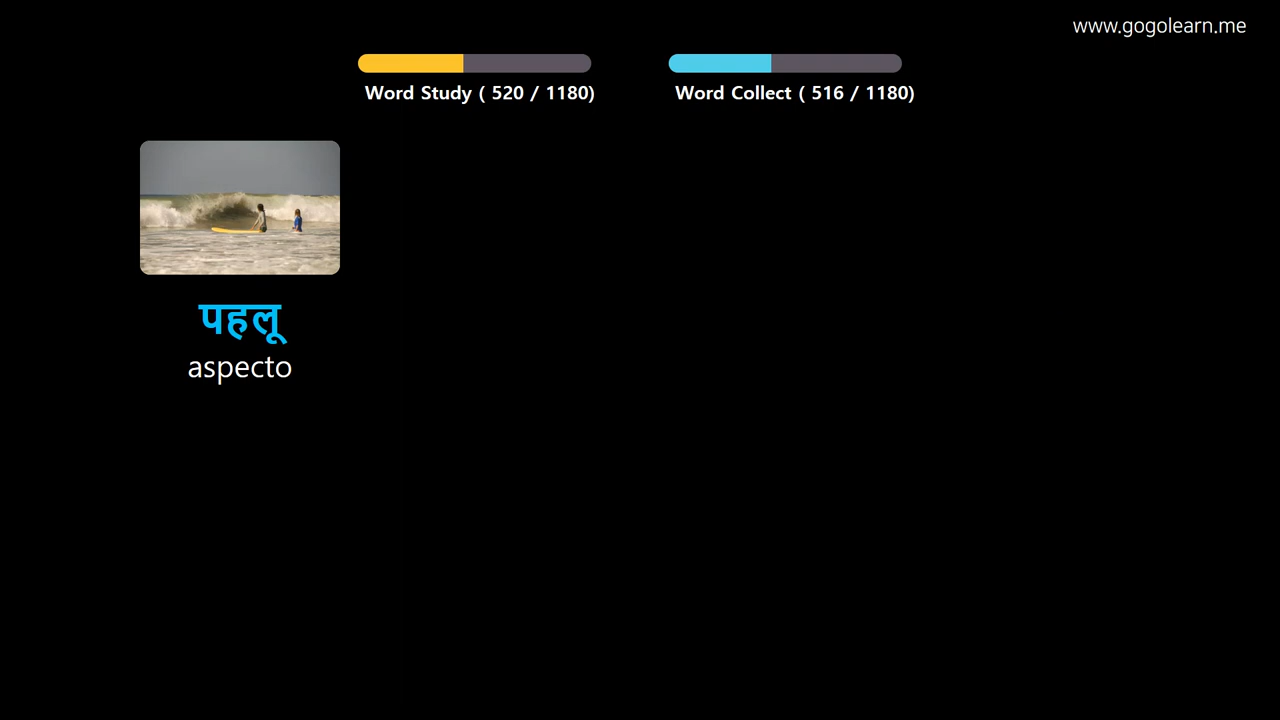 www.gogolearn.me
Word Study ( 520 / 1180)
Word Collect ( 516 / 1180)
पहलू
aspecto